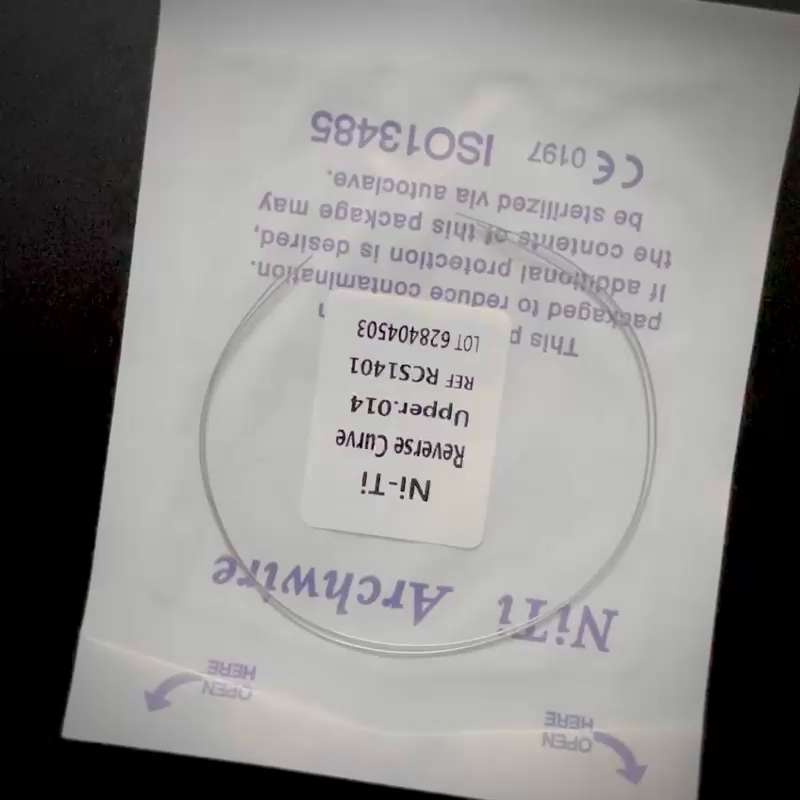 OPEN
HERE
OPEN
HERE
NiTi Archwire
Ni-Ti
Reverse Curve
Upper.014
REF RCS1401
LOT 628404503
This p
packaged to reduce contamination.
If additional protection is desired,
the contents of this package may
be sterilized via autoclave.
CE 0197 ISO13485